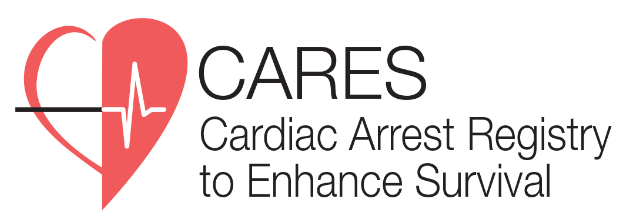 CARES
Cardiac Arrest Registry
to Enhance Survival